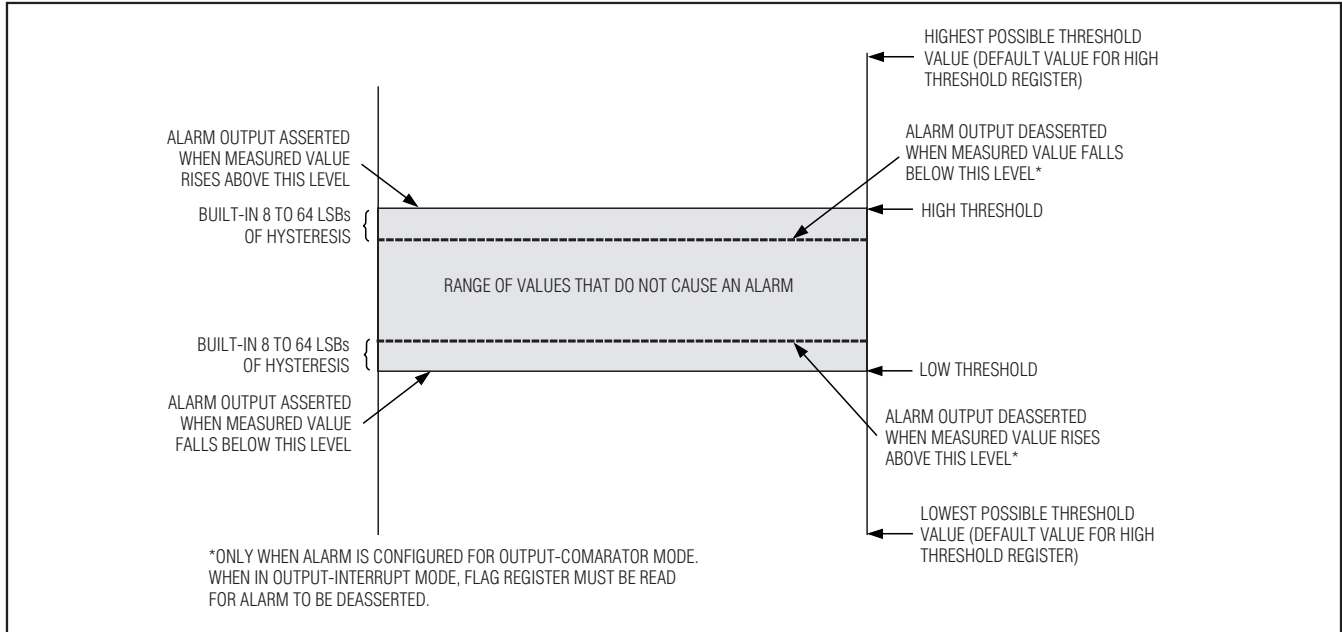 HIGHEST POSSIBLE THRESHOLD
VALUE (DEFAULT VALUE FOR HIGH
THRESHOLD REGISTER)
ALARM OUTPUT ASSERTED
WHEN MEASURED VALUE
RISES ABOVE THIS LEVEL
ALARM OUTPUT DEASSERTED
WHEN MEASURED VALUE FALLS
BELOW THIS LEVEL*
BUILT-IN 8 TO 64 LSBs
OF HYSTERESIS
HIGH THRESHOLD
RANGE OF VALUES THAT DO NOT CAUSE AN ALARM
BUILT-IN 8 TO 64 LSBs
OF HYSTERESIS
LOW THRESHOLD
ALARM OUTPUT ASSERTED
WHEN MEASURED VALUE
FALLS BELOW THIS LEVEL
ALARM OUTPUT DEASSERTED
WHEN MEASURED VALUE RISES
ABOVE THIS LEVEL*
LOWEST POSSIBLE THRESHOLD
VALUE (DEFAULT VALUE FOR HIGH
THRESHOLD REGISTER)
*ONLY WHEN ALARM IS CONFIGURED FOR OUTPUT-COMARATOR MODE.
WHEN IN OUTPUT-INTERRUPT MODE, FLAG REGISTER MUST BE READ
FOR ALARM TO BE DEASSERTED.